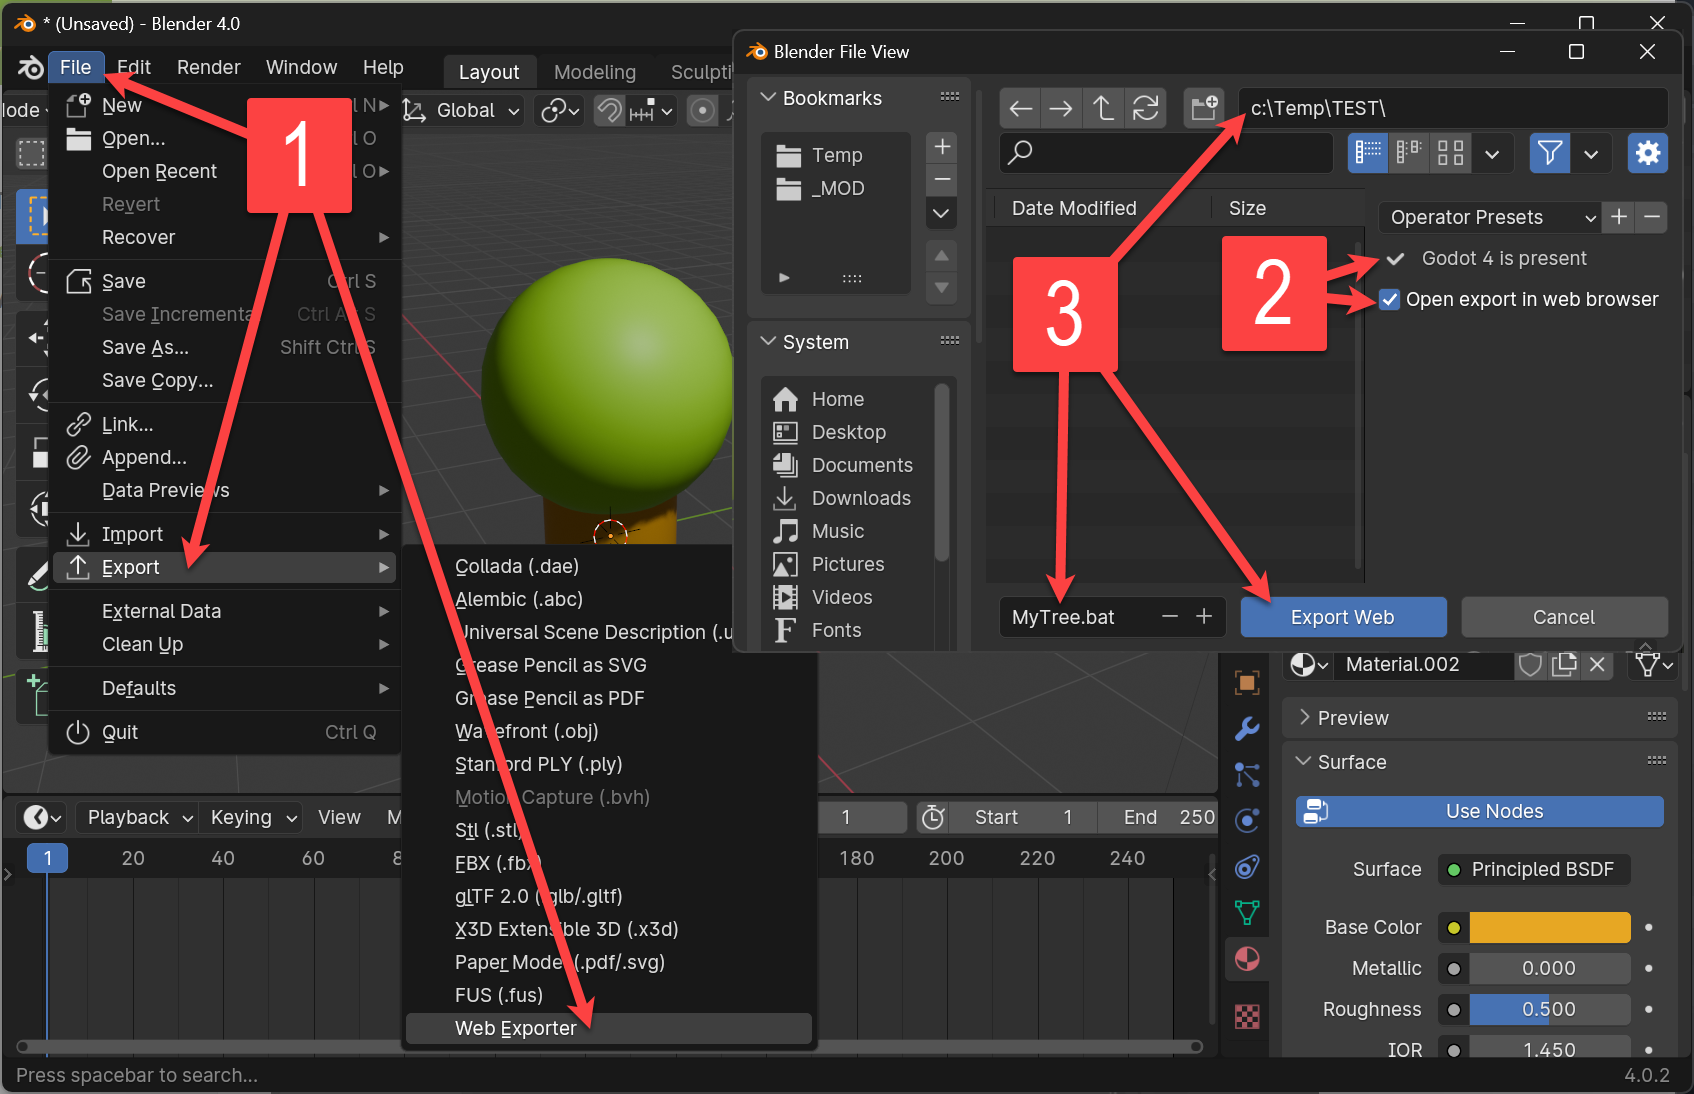 * (Unsaved) - Blender 4.0
File Edit Render Window Help Layout Modeling Sculpti
ode Global
New N
Open... O
Open Recent O
Revert
Recover
Save Ctrl S
Save Incrementa S
Save As... Shift Ctrl S
Save Copy...
Link...
Append...
Data Previews
Import
Export
External Data
Clean Up
Defaults
Quit Ctrl Q
1
Collada (.dae)
Alembic (.abc)
Universal Scene Description (.u
Grease Pencil as SVG
Grease Pencil as PDF
Wavefront (.obj)
Stanford PLY (.ply)
Motion Capture (.bvh)
Stl (.stl)
FBX (.fbx)
glTF 2.0 (.glb/.gltf)
X3D Extensible 3D (.x3d)
Paper Model (.pdf/.svg)
FUS (.fus)
Web Exporter
Blender File View
Bookmarks
Temp
_MOD
System
Home
Desktop
Documents
Downloads
Music
Pictures
Videos
Fonts
c:\Temp\TEST\
Date Modified Size
3
2
Operator Presets
Godot 4 is present
Open export in web browser
MyTree.bat
Export Web
Cancel
Material.002
Preview
Surface
Use Nodes
Surface Principled BSDF
Base Color
Metallic 0.000
Roughness 0.500
IOR 1.450
Playback Keying View M 1 Start 1 End 250
1 20 40 60 8 180 200 220 240
Press spacebar to search...
4.0.2